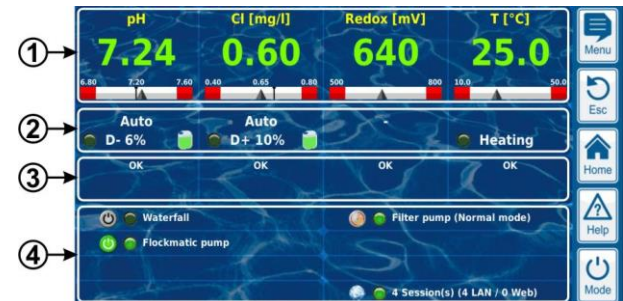 pH Cl [mg/l] Redox [mV] T [°C]
7.24 0.60 640 25.0
6.80 7.20 7.60 0.40 0.65 0.80 500 800 10.0 50.0
Auto Auto -
D- 6% D+ 10% Heating
OK OK OK OK
Waterfall Filter pump (Normal mode)
Flockmatic pump
4 Session(s) (4 LAN / 0 Web)
Menu
Esc
Home
Help
Mode
1
2
3
4